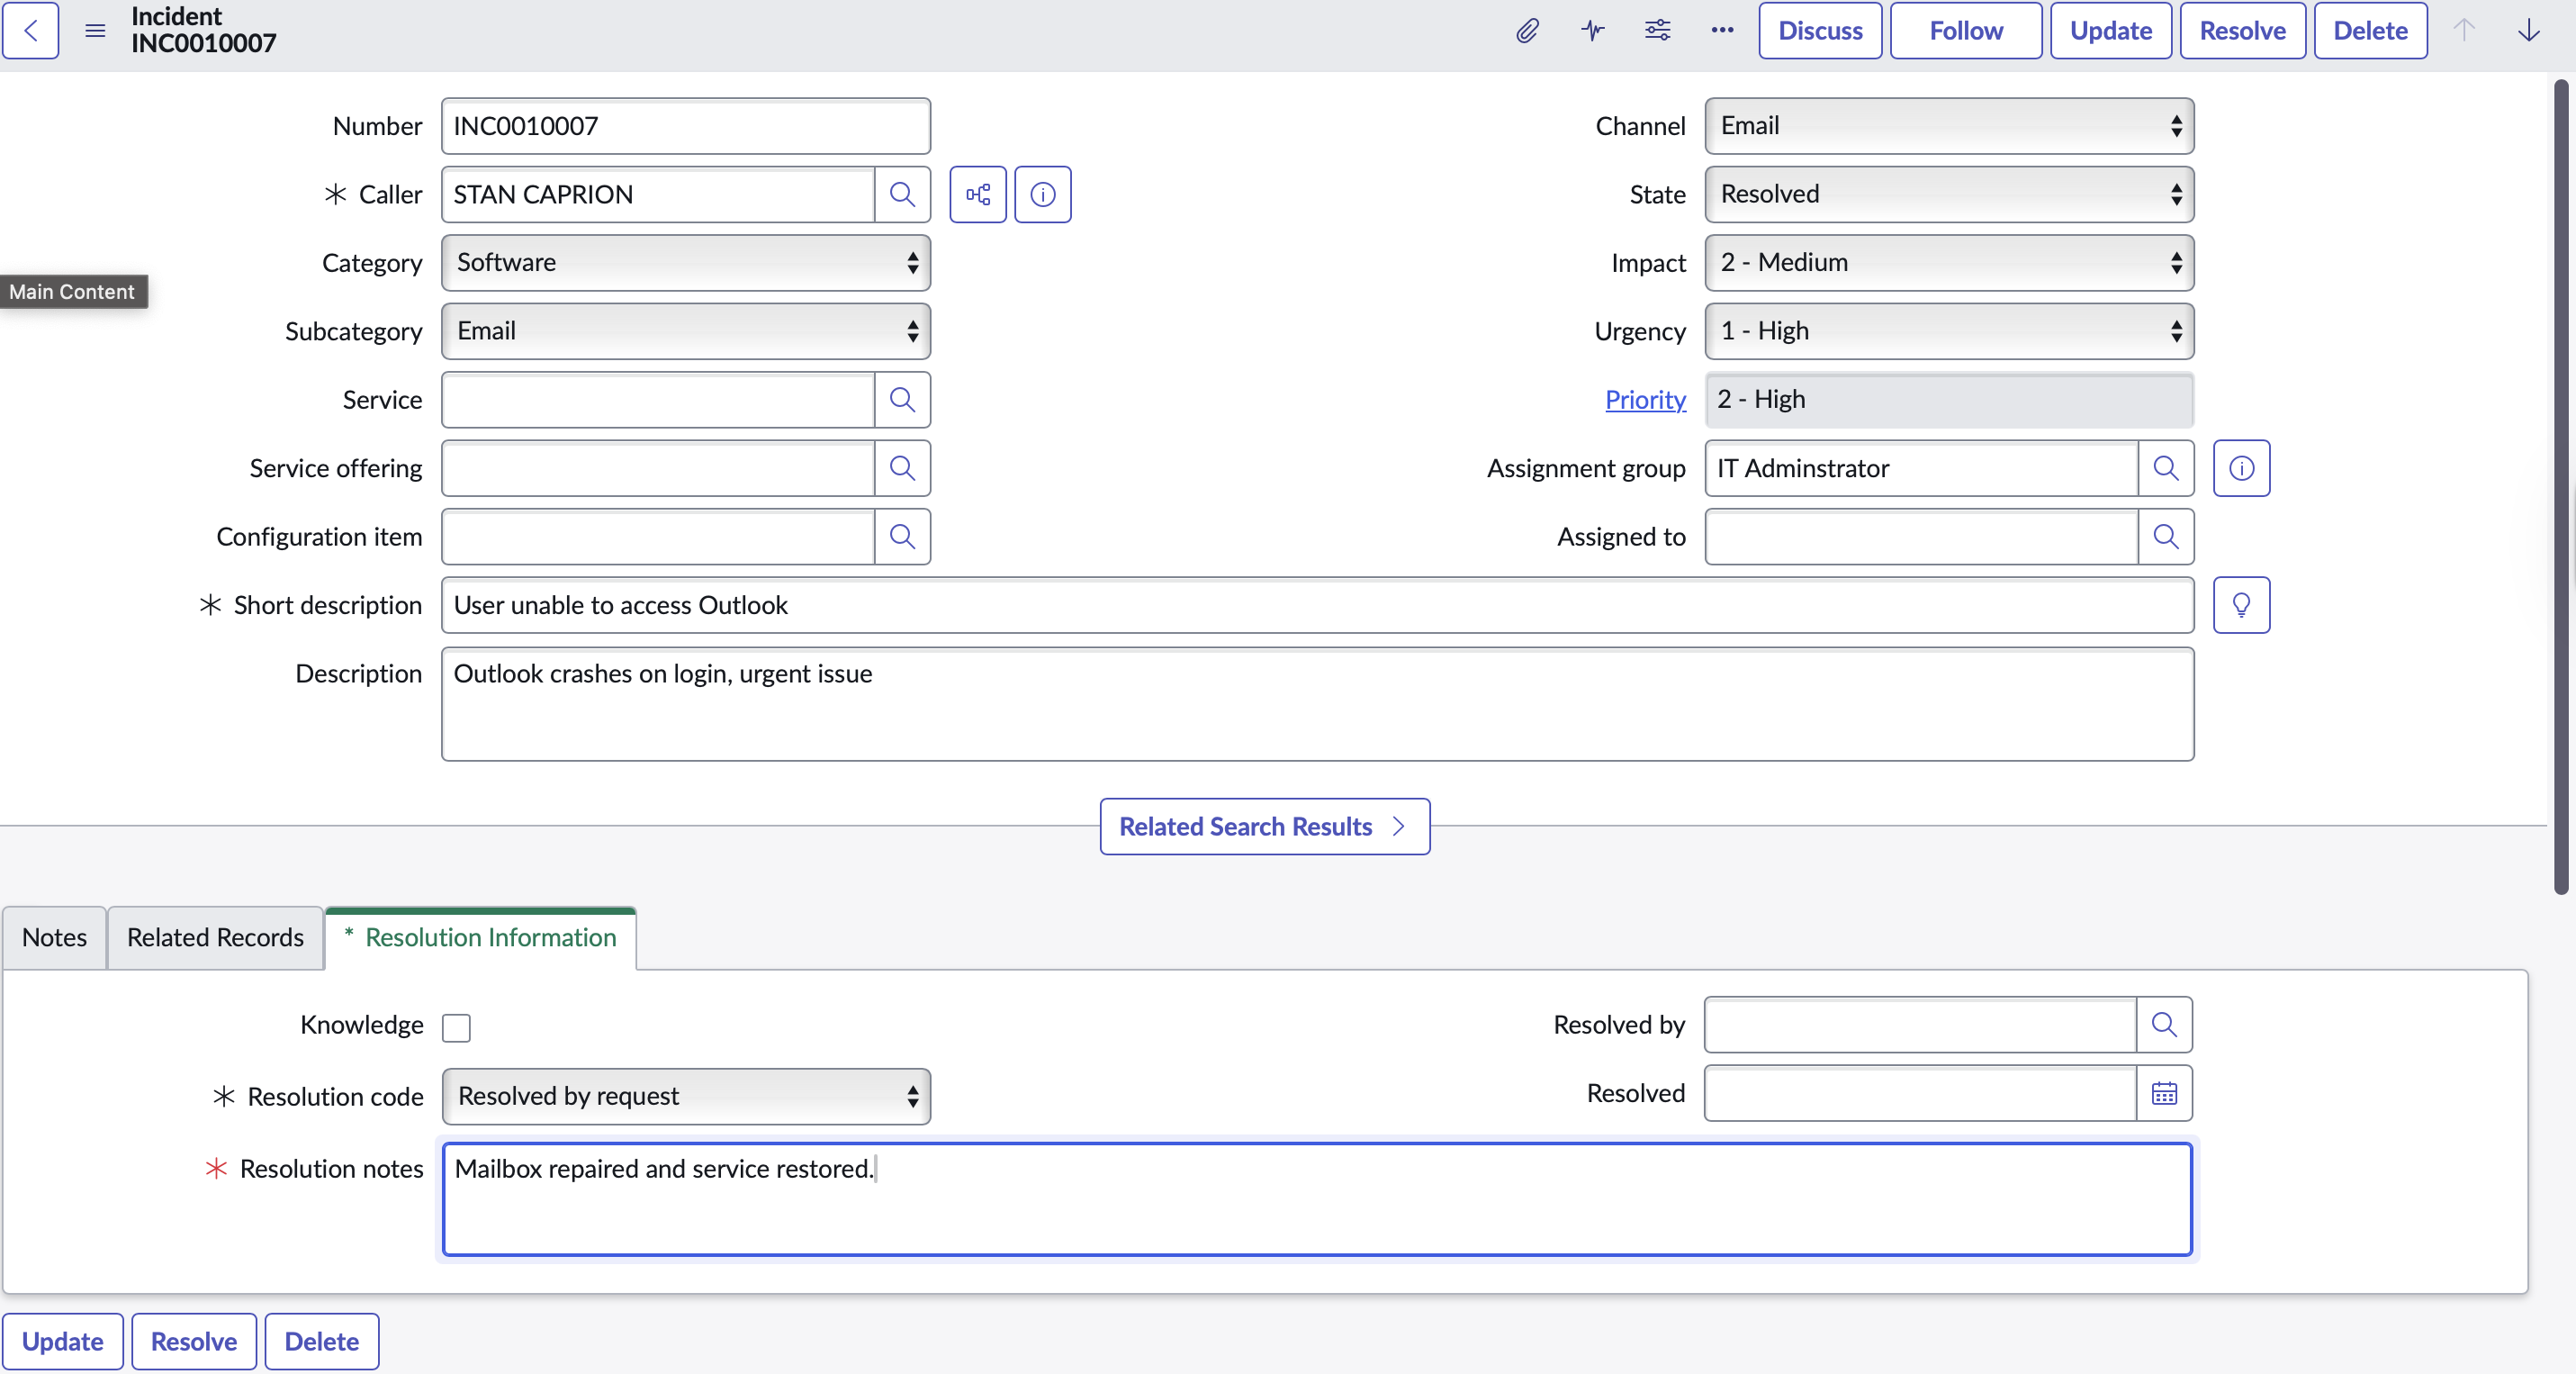 Incident
INC0010007
Discuss
Follow
Update
Resolve
Delete
Number INC0010007
Channel Email
* Caller STAN CAPRION
State Resolved
Category Software
Impact 2 - Medium
Main Content
Subcategory Email
Urgency 1 - High
Service
Priority 2 - High
Service offering
Assignment group IT Adminstrator
Configuration item
Assigned to
* Short description User unable to access Outlook
Description Outlook crashes on login, urgent issue
Related Search Results
Notes
Related Records
* Resolution Information
Knowledge
Resolved by
* Resolution code Resolved by request
Resolved
* Resolution notes Mailbox repaired and service restored.
Update
Resolve
Delete